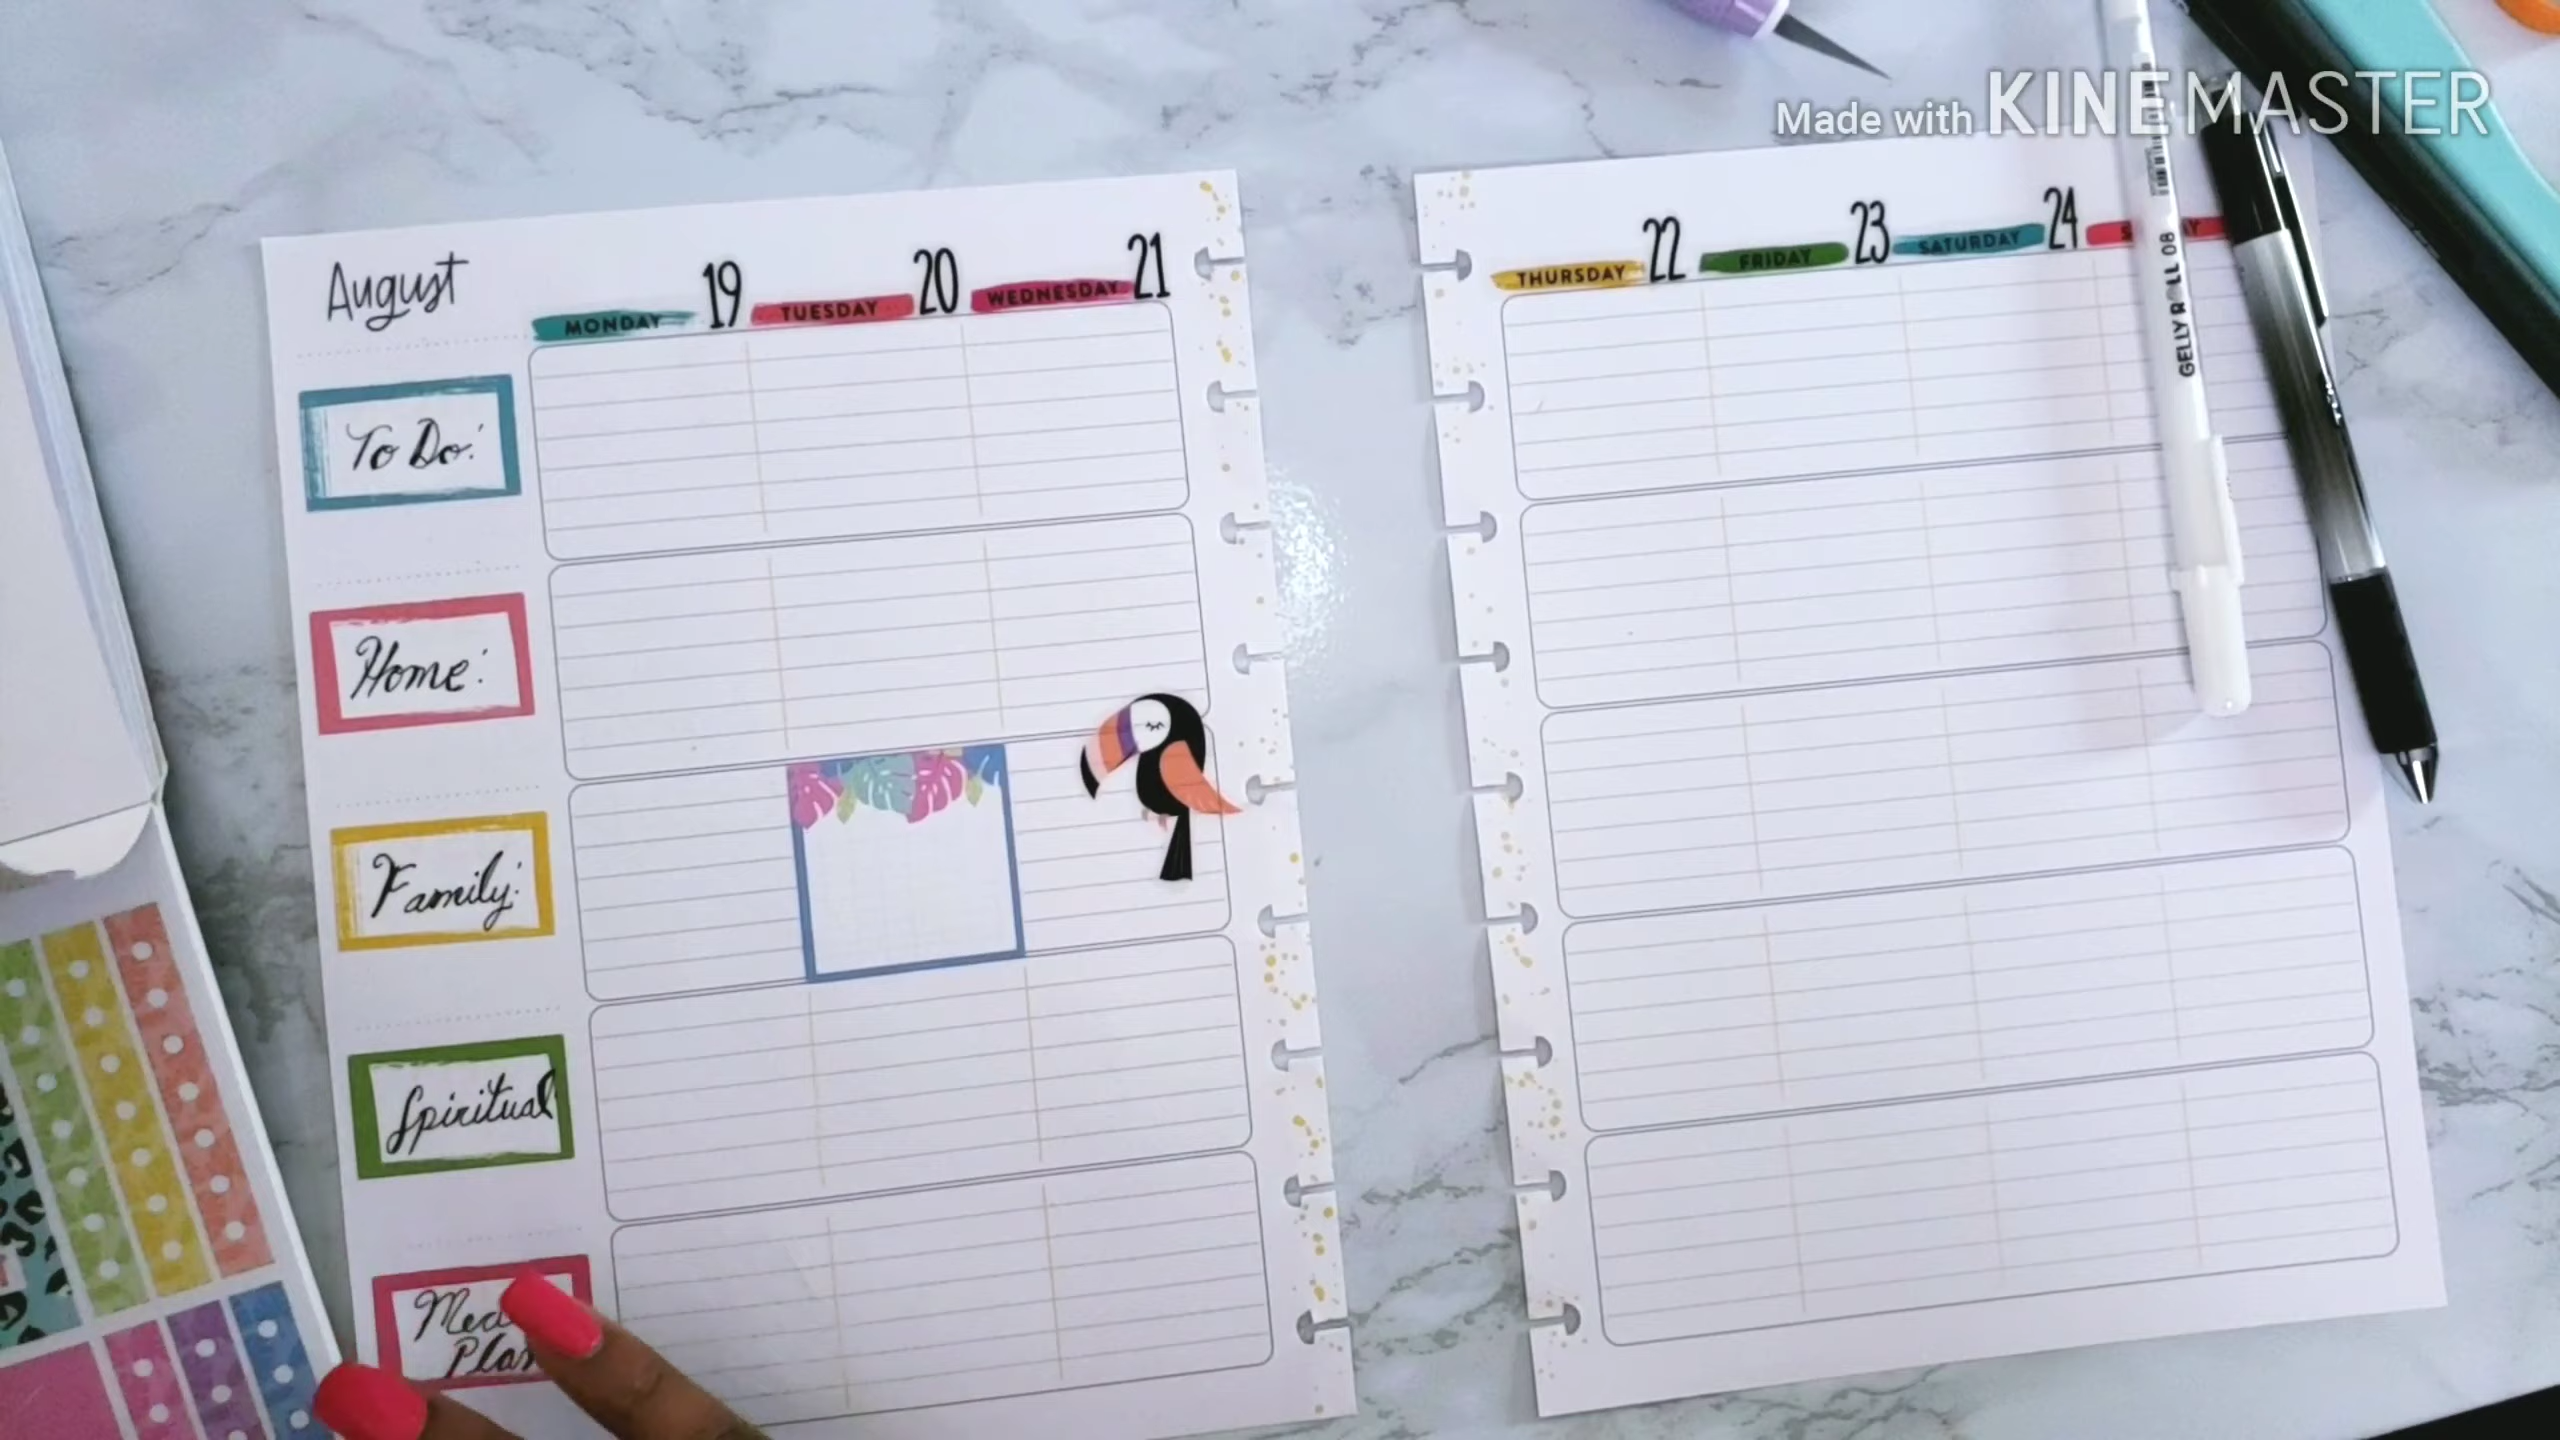 Made with KINEMASTER
August
MONDAY 19 TUESDAY 20 WEDNESDAY 21
THURSDAY 22 FRIDAY 23 SATURDAY 24
To Do:
Home:
Family:
Spiritual
Plan
GELLY ROLL 08